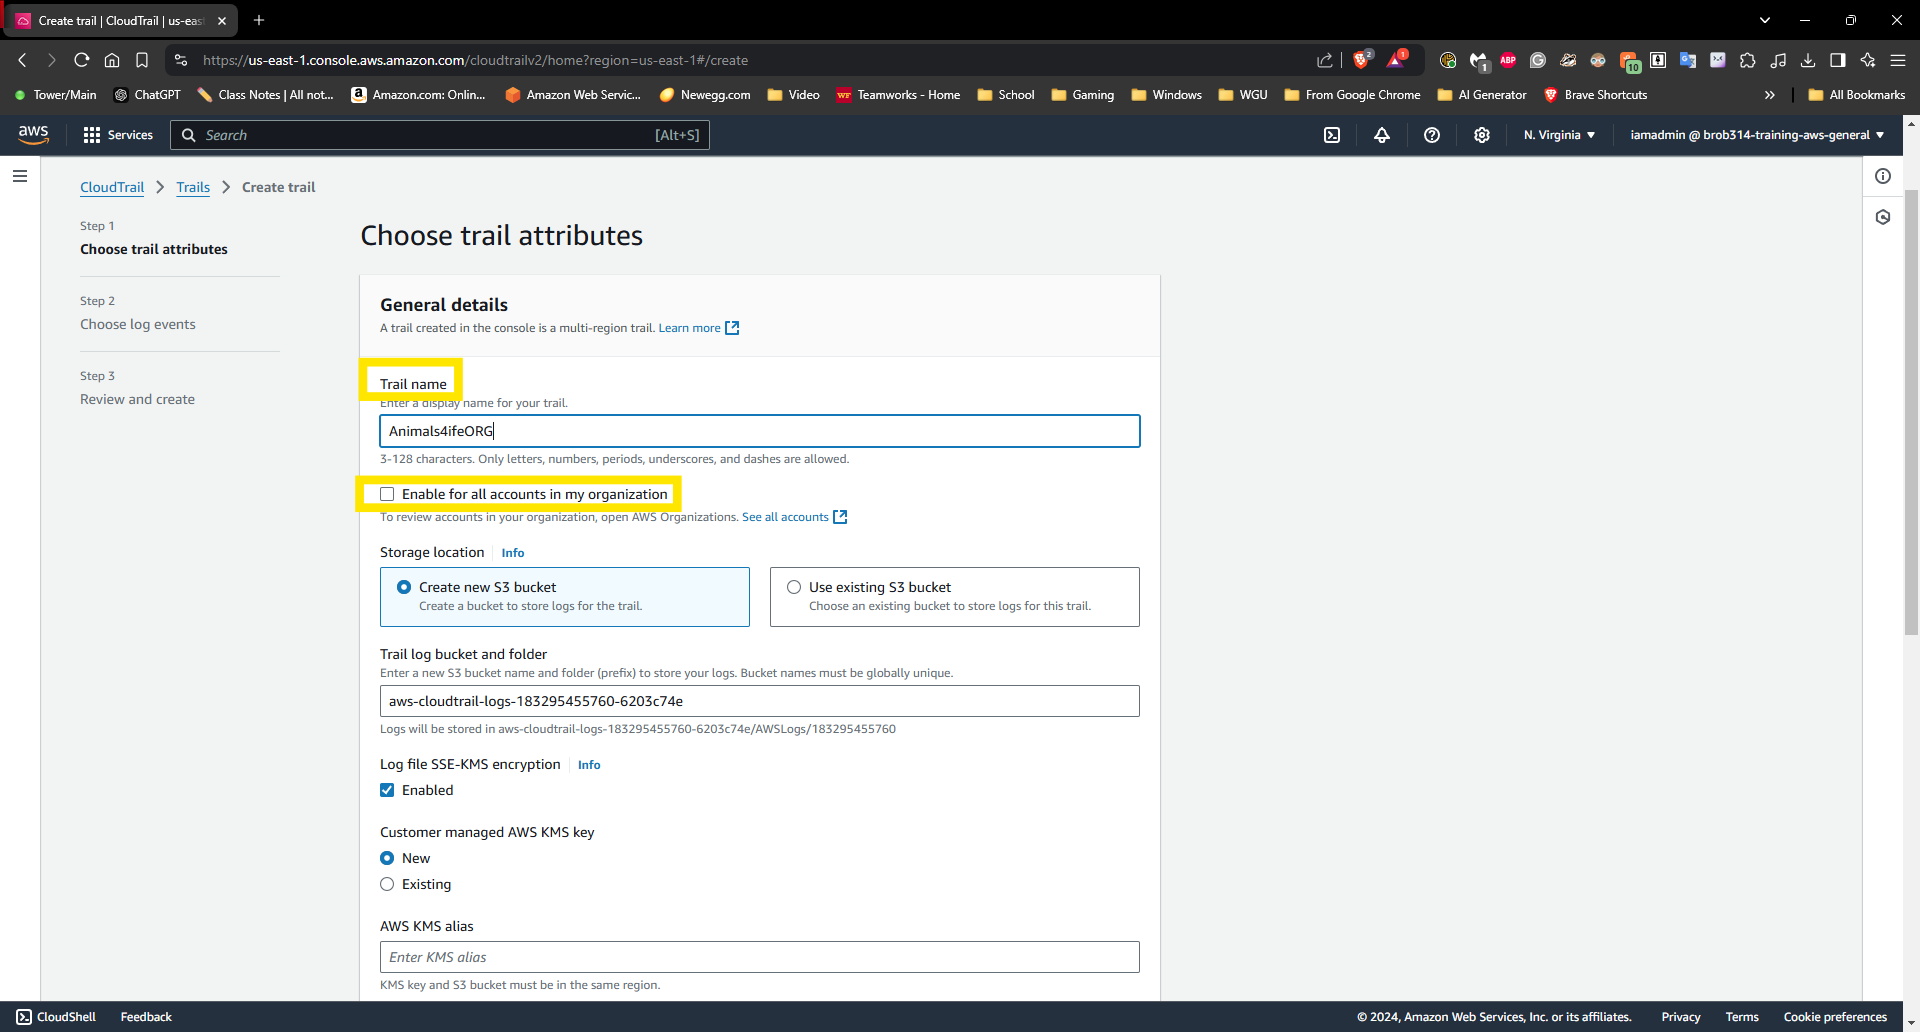 Create trail | CloudTrail | us-eas
https://us-east-1.console.aws.amazon.com/cloudtrailv2/home?region=us-east-1#/create
2
1
1
ABP
10
Tower/Main
ChatGPT
Class Notes | All not...
Amazon.com: Onlin...
Amazon Web Servic...
Newegg.com
Video
WF
Teamworks - Home
School
Gaming
Windows
WGU
From Google Chrome
AI Generator
Brave Shortcuts
All Bookmarks
aws
Services
Search
[Alt+S]
N. Virginia
iamadmin @ brob314-training-aws-general
CloudTrail
Trails
Create trail
Step 1
Choose trail attributes
Step 2
Choose log events
Step 3
Review and create
Choose trail attributes
General details
A trail created in the console is a multi-region trail. Learn more
Trail name
Enter a display name for your trail.
Animals4ifeORG
3-128 characters. Only letters, numbers, periods, underscores, and dashes are allowed.
Enable for all accounts in my organization
To review accounts in your organization, open AWS Organizations. See all accounts
Storage location
Info
Create new S3 bucket
Create a bucket to store logs for the trail.
Use existing S3 bucket
Choose an existing bucket to store logs for this trail.
Trail log bucket and folder
Enter a new S3 bucket name and folder (prefix) to store your logs. Bucket names must be globally unique.
aws-cloudtrail-logs-183295455760-6203c74e
Logs will be stored in aws-cloudtrail-logs-183295455760-6203c74e/AWSLogs/183295455760
Log file SSE-KMS encryption
Info
Enabled
Customer managed AWS KMS key
New
Existing
AWS KMS alias
Enter KMS alias
KMS key and S3 bucket must be in the same region.
CloudShell
Feedback
© 2024, Amazon Web Services, Inc. or its affiliates.
Privacy
Terms
Cookie preferences